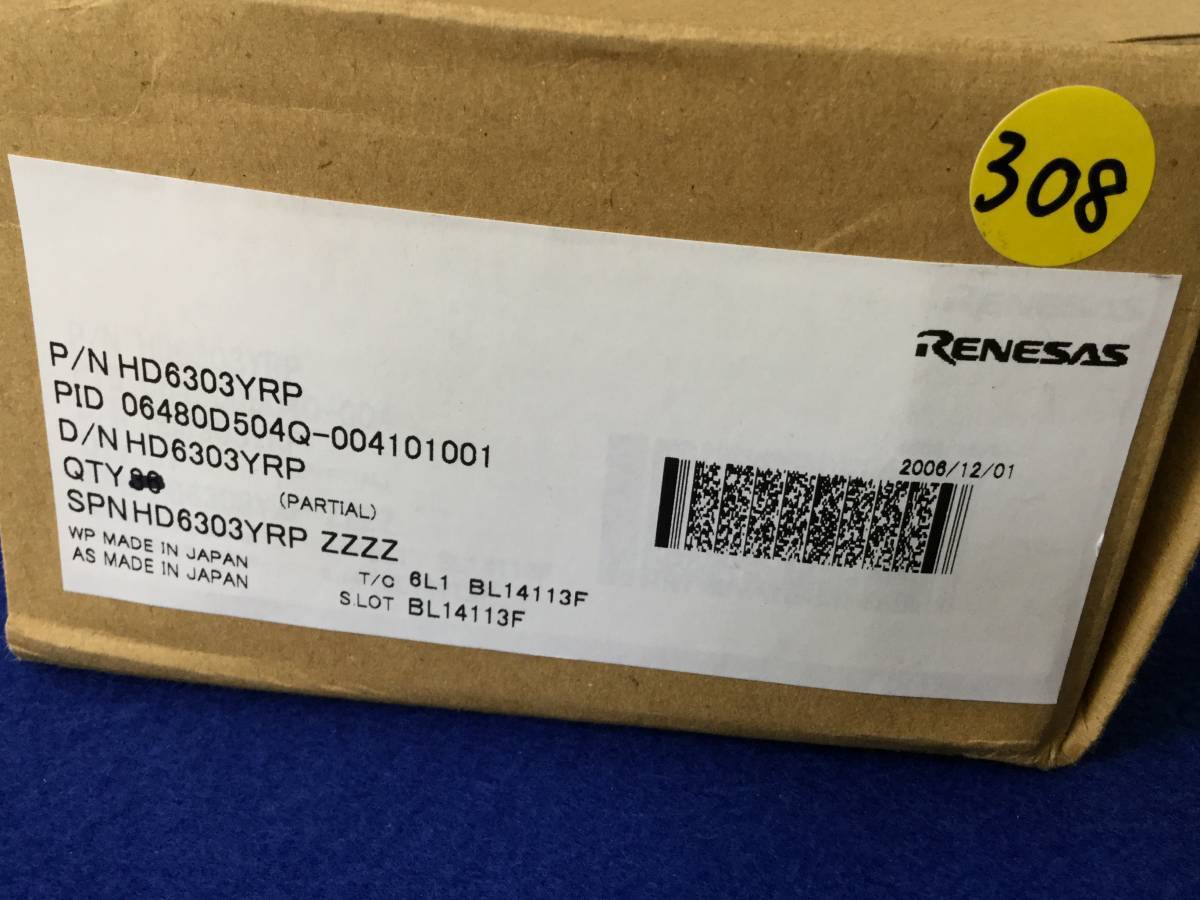 308
RENESAS
P/N HD6303YRP
PID 06480D504Q-004101001
D/N HD6303YRP
QTY
(PARTIAL)
SPN HD6303YRP ZZZZ
WP MADE IN JAPAN
AS MADE IN JAPAN
T/C 6L1 BL14113F
S.LOT BL14113F
2006/12/01